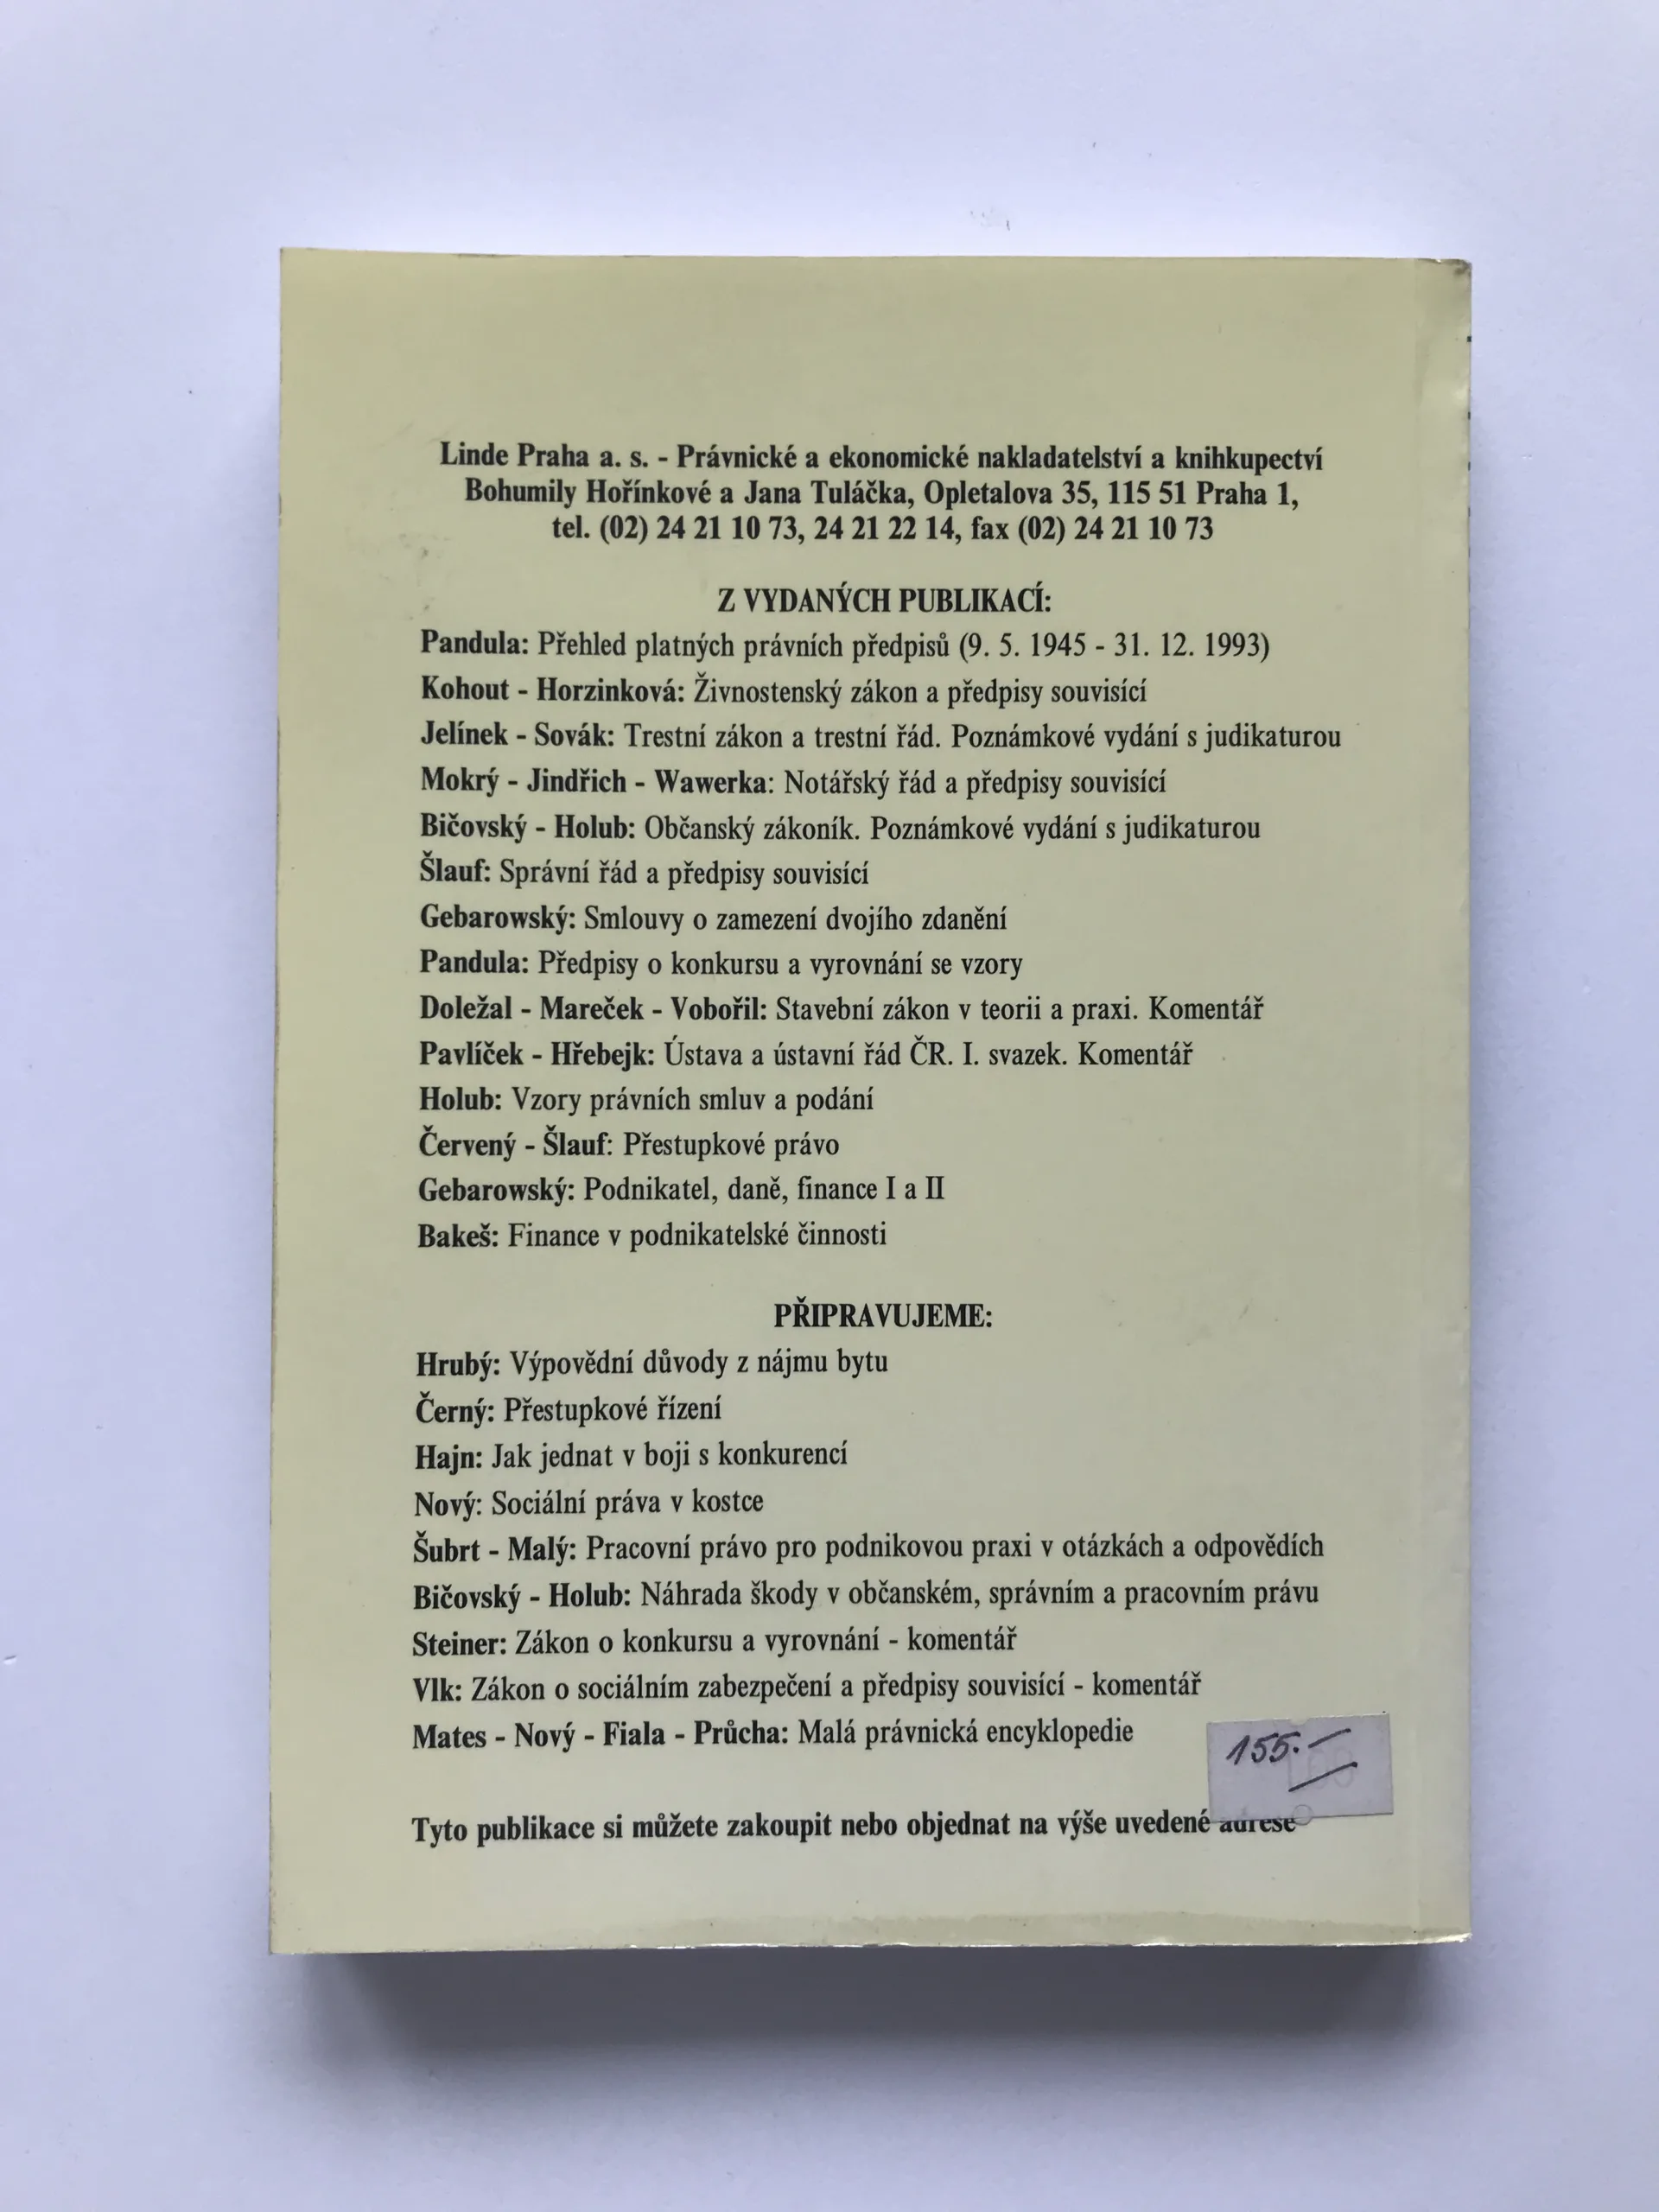 Linde Praha a. s. - Právnické a ekonomické nakladatelství a knihkupectví
Bohumily Hořínkové a Jana Tuláčka, Opletalova 35, 115 51 Praha 1,
tel. (02) 24 21 10 73, 24 21 22 14, fax (02) 24 21 10 73
Z VYDANÝCH PUBLIKACÍ:
Pandula: Přehled platných právních předpisů (9. 5. 1945 - 31. 12. 1993)
Kohout - Horzinková: Živnostenský zákon a předpisy souvisící
Jelínek - Sovák: Trestní zákon a trestní řád. Poznámkové vydání s judikaturou
Mokrý - Jindřich - Wawerka: Notářský řád a předpisy souvisící
Bičovský - Holub: Občanský zákoník. Poznámkové vydání s judikaturou
Šlauf: Správní řád a předpisy souvisící
Gebarowský: Smlouvy o zamezení dvojího zdanění
Pandula: Předpisy o konkursu a vyrovnání se vzory
Doležal - Mareček - Vobořil: Stavební zákon v teorii a praxi. Komentář
Pavlíček - Hřebejk: Ústava a ústavní řád ČR. I. svazek. Komentář
Holub: Vzory právních smluv a podání
Červený - Šlauf: Přestupkové právo
Gebarowský: Podnikatel, daně, finance I a II
Bakeš: Finance v podnikatelské činnosti
PŘIPRAVUJEME:
Hrubý: Výpovědní důvody z nájmu bytu
Černý: Přestupkové řízení
Hajn: Jak jednat v boji s konkurencí
Nový: Sociální práva v kostce
Šubrt - Malý: Pracovní právo pro podnikovou praxi v otázkách a odpovědích
Bičovský - Holub: Náhrada škody v občanském, správním a pracovním právu
Steiner: Zákon o konkursu a vyrovnání - komentář
Vlk: Zákon o sociálním zabezpečení a předpisy souvisící - komentář
Mates - Nový - Fiala - Průcha: Malá právnická encyklopedie
155.-
Tyto publikace si můžete zakoupit nebo objednat na výše uvedené adrese